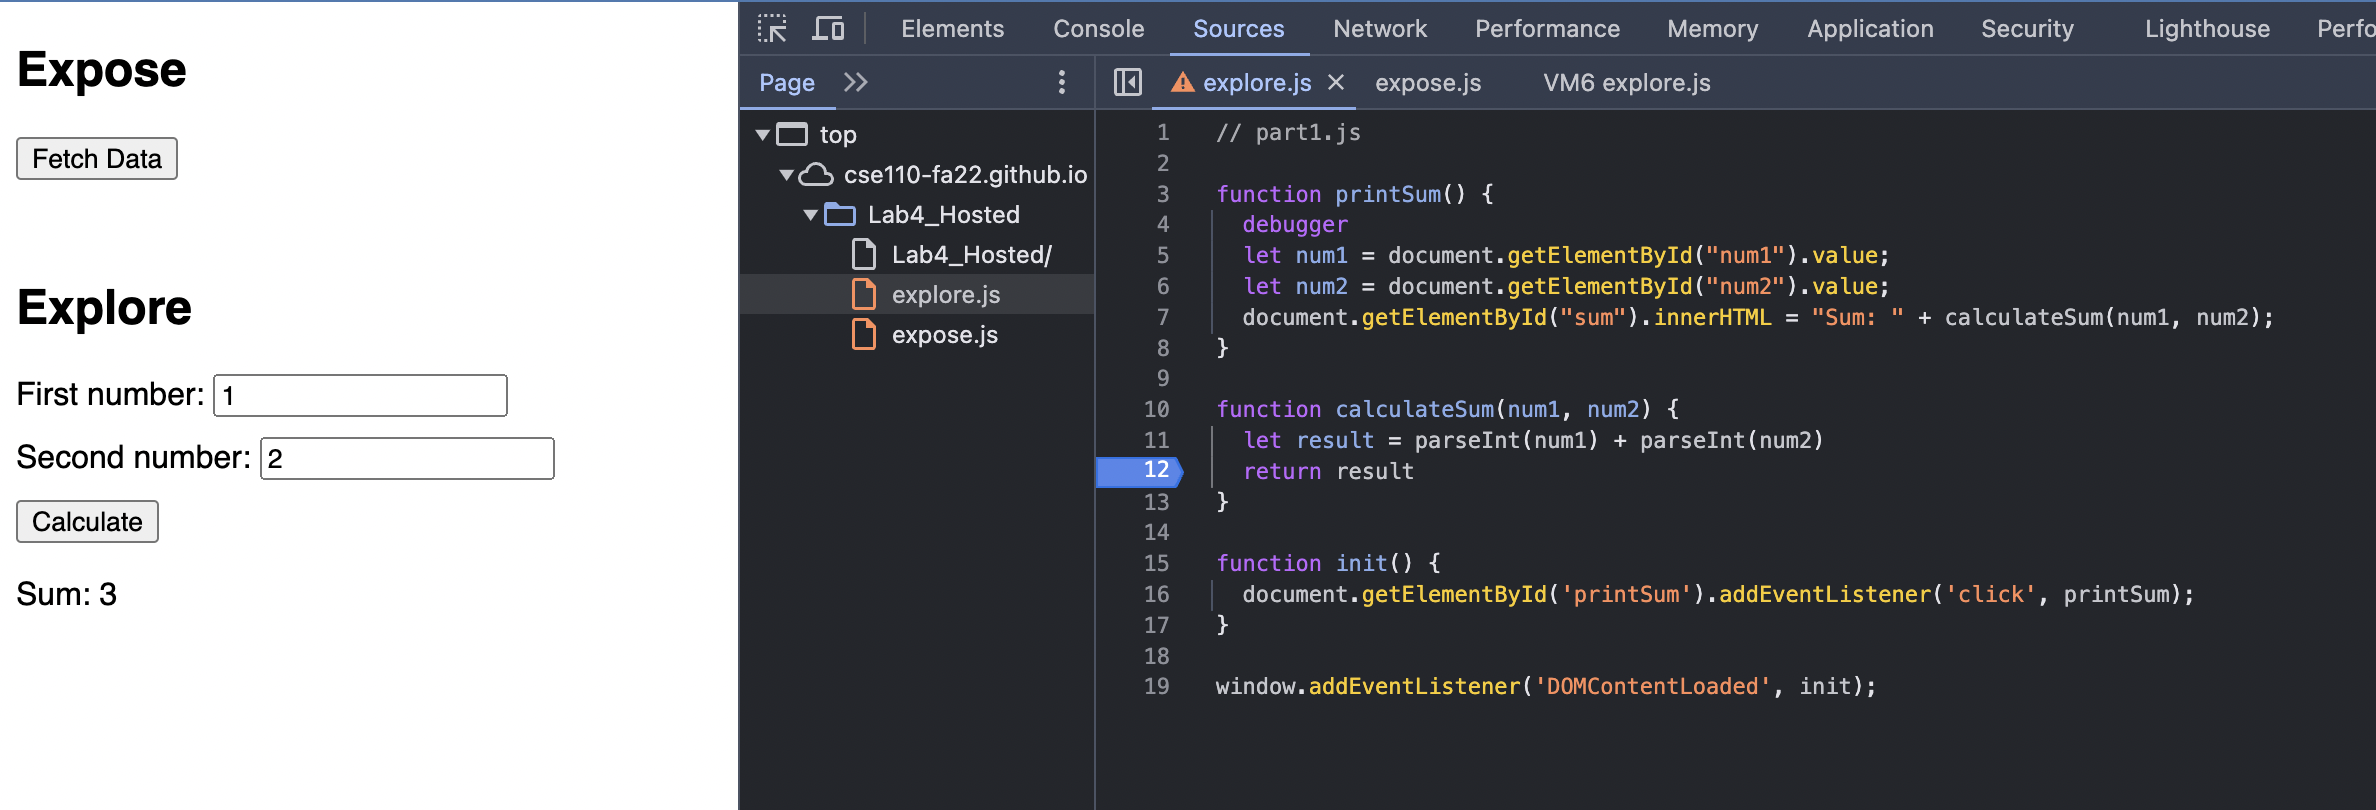 Expose
Fetch Data
Explore
First number: 1
Second number: 2
Calculate
Sum: 3
Elements Console Sources Network Performance Memory Application Security Lighthouse Perfo
Page
explore.js expose.js VM6 explore.js
top
cse110-fa22.github.io
Lab4_Hosted
Lab4_Hosted/
explore.js
expose.js
1 // part1.js
2
3 function printSum() {
4 debugger
5 let num1 = document.getElementById("num1").value;
6 let num2 = document.getElementById("num2").value;
7 document.getElementById("sum").innerHTML = "Sum: " + calculateSum(num1, num2);
8 }
9
10 function calculateSum(num1, num2) {
11 let result = parseInt(num1) + parseInt(num2)
12 return result
13 }
14
15 function init() {
16 document.getElementById('printSum').addEventListener('click', printSum);
17 }
18
19 window.addEventListener('DOMContentLoaded', init);